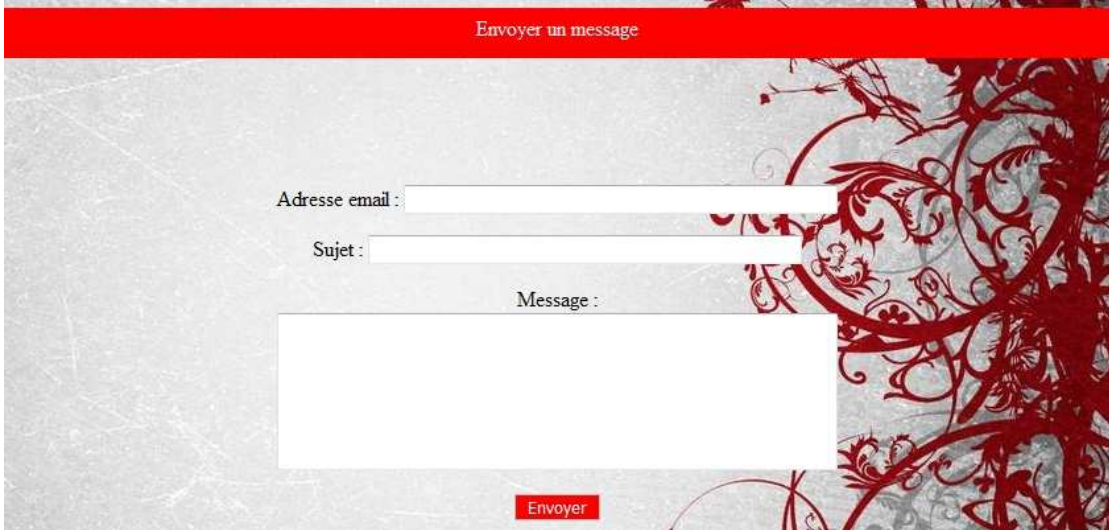 Envoyer un message
Adresse email :
Sujet :
Message :
Envoyer